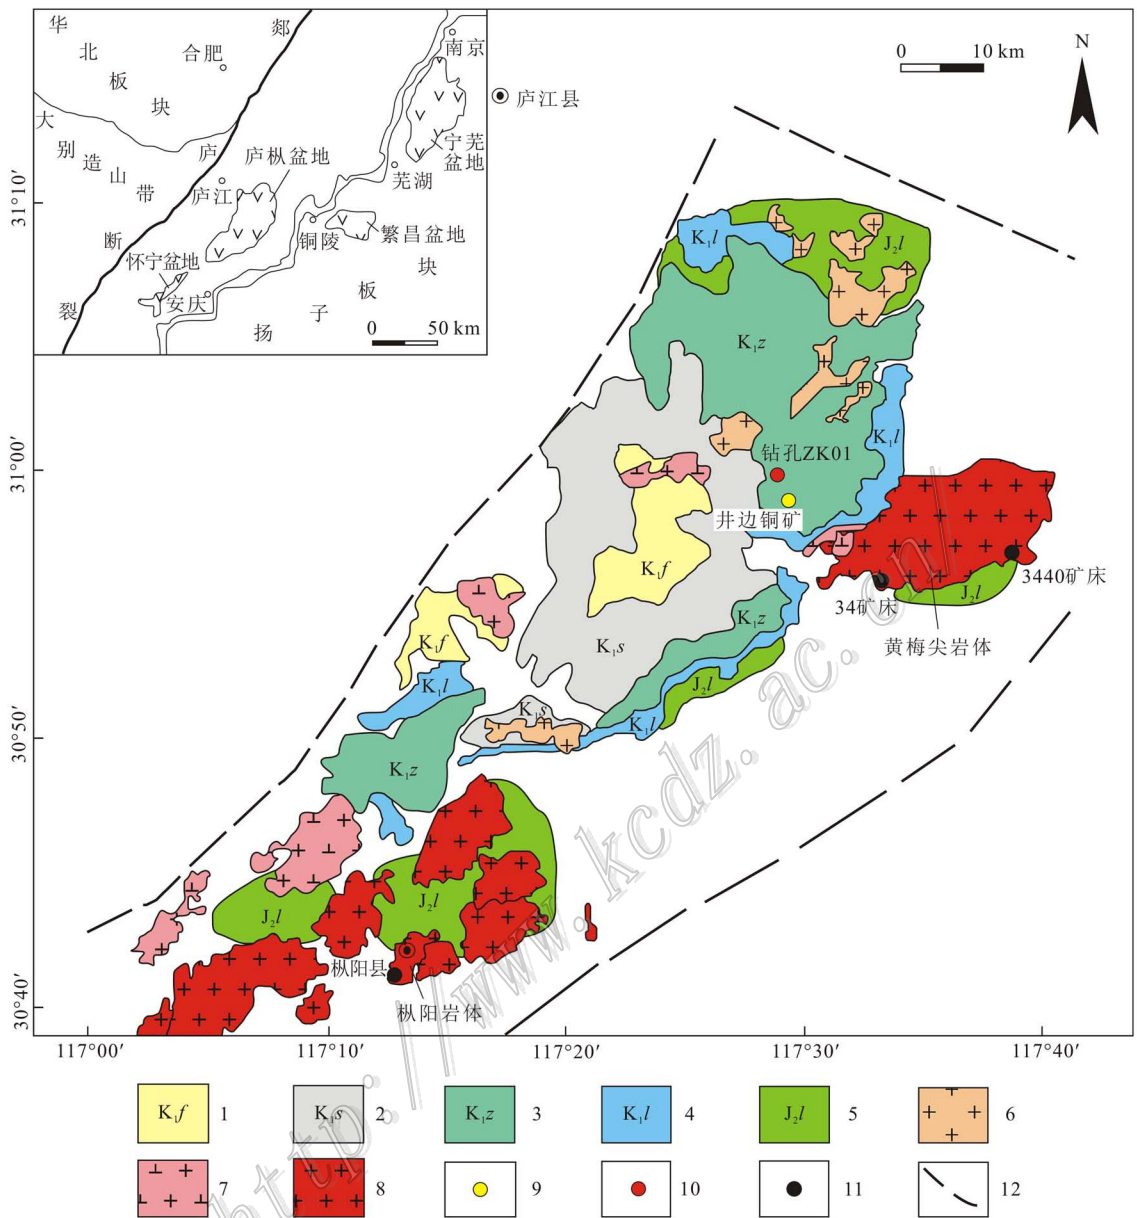 华北板块
大别造山带
郯庐断裂
合肥
南京
宁芜盆地
芜湖
庐枞盆地
庐江
铜陵
繁昌盆地
怀宁盆地
安庆
扬子板块
0 50 km
庐江县
0 10 km
N
31°10′
31°00′
30°50′
30°40′
K₁l
J₂l
K₁z
K₁l
钻孔ZK01
井边铜矿
K₁f
3440矿床
34矿床
J₂l
黄梅尖岩体
K₁z
K₁f
K₁s
K₁l
J₂l
K₁s
K₁l
K₁z
J₂l
J₂l
枞阳县
枞阳岩体
117°00′ 117°10′ 117°20′ 117°30′ 117°40′
K₁f 1 K₁s 2 K₁z 3 K₁l 4 J₂l 5 6
7 8 9 10 11 12
http://www.kcdz.ac.cn/